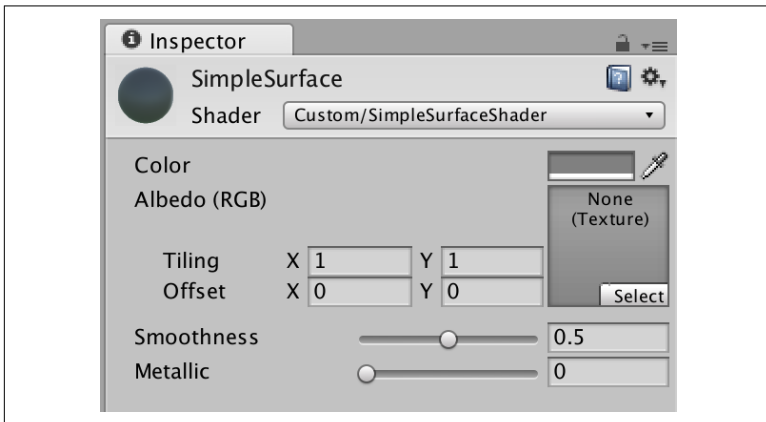 Inspector
SimpleSurface
Shader Custom/SimpleSurfaceShader
Color
Albedo (RGB)
None
(Texture)
Tiling X 1 Y 1
Offset X 0 Y 0
Select
Smoothness 0.5
Metallic 0